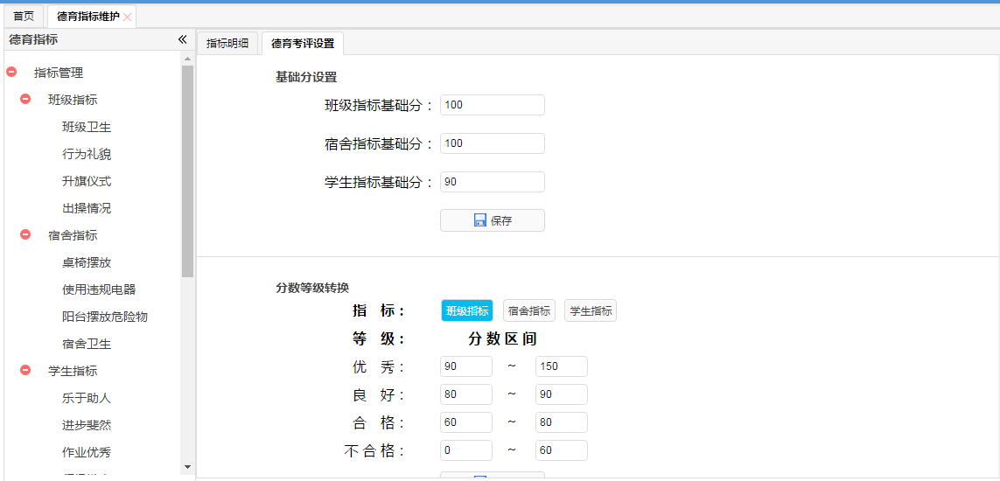 首页 德育指标维护
德育指标
指标管理
班级指标
班级卫生
行为礼貌
升旗仪式
出操情况
宿舍指标
桌椅摆放
使用违规电器
阳台摆放危险物
宿舍卫生
学生指标
乐于助人
进步斐然
作业优秀
指标明细 德育考评设置
基础分设置
班级指标基础分： 100
宿舍指标基础分： 100
学生指标基础分： 90
保存
分数等级转换
指 标： 班级指标 宿舍指标 学生指标
等 级： 分数区间
优 秀： 90 ~ 150
良 好： 80 ~ 90
合 格： 60 ~ 80
不合格： 0 ~ 60